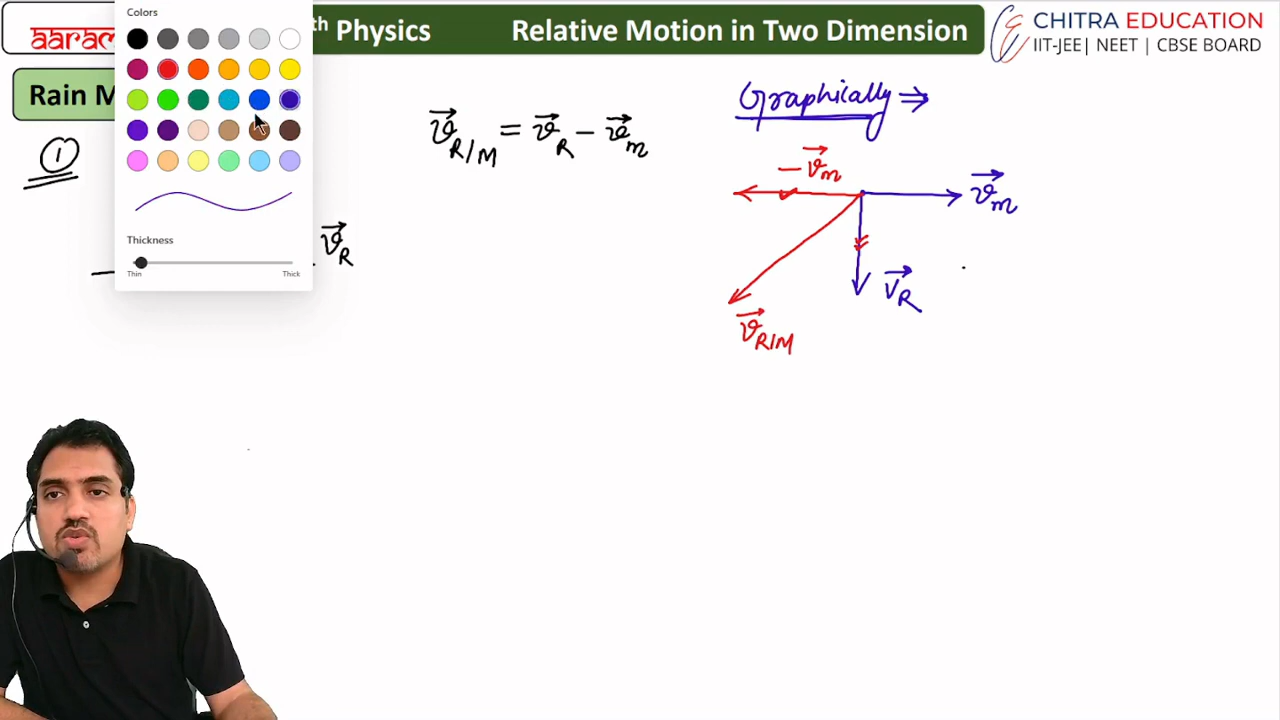 Colors
aaram
th Physics
Relative Motion in Two Dimension
CHITRA EDUCATION
IIT-JEE| NEET | CBSE BOARD
Rain M
①
v⃗R/M = v⃗R − v⃗m
Graphically ⇒
−v⃗m
v⃗m
v⃗R
v⃗R
v⃗R/M
Thickness
Thin
Thick